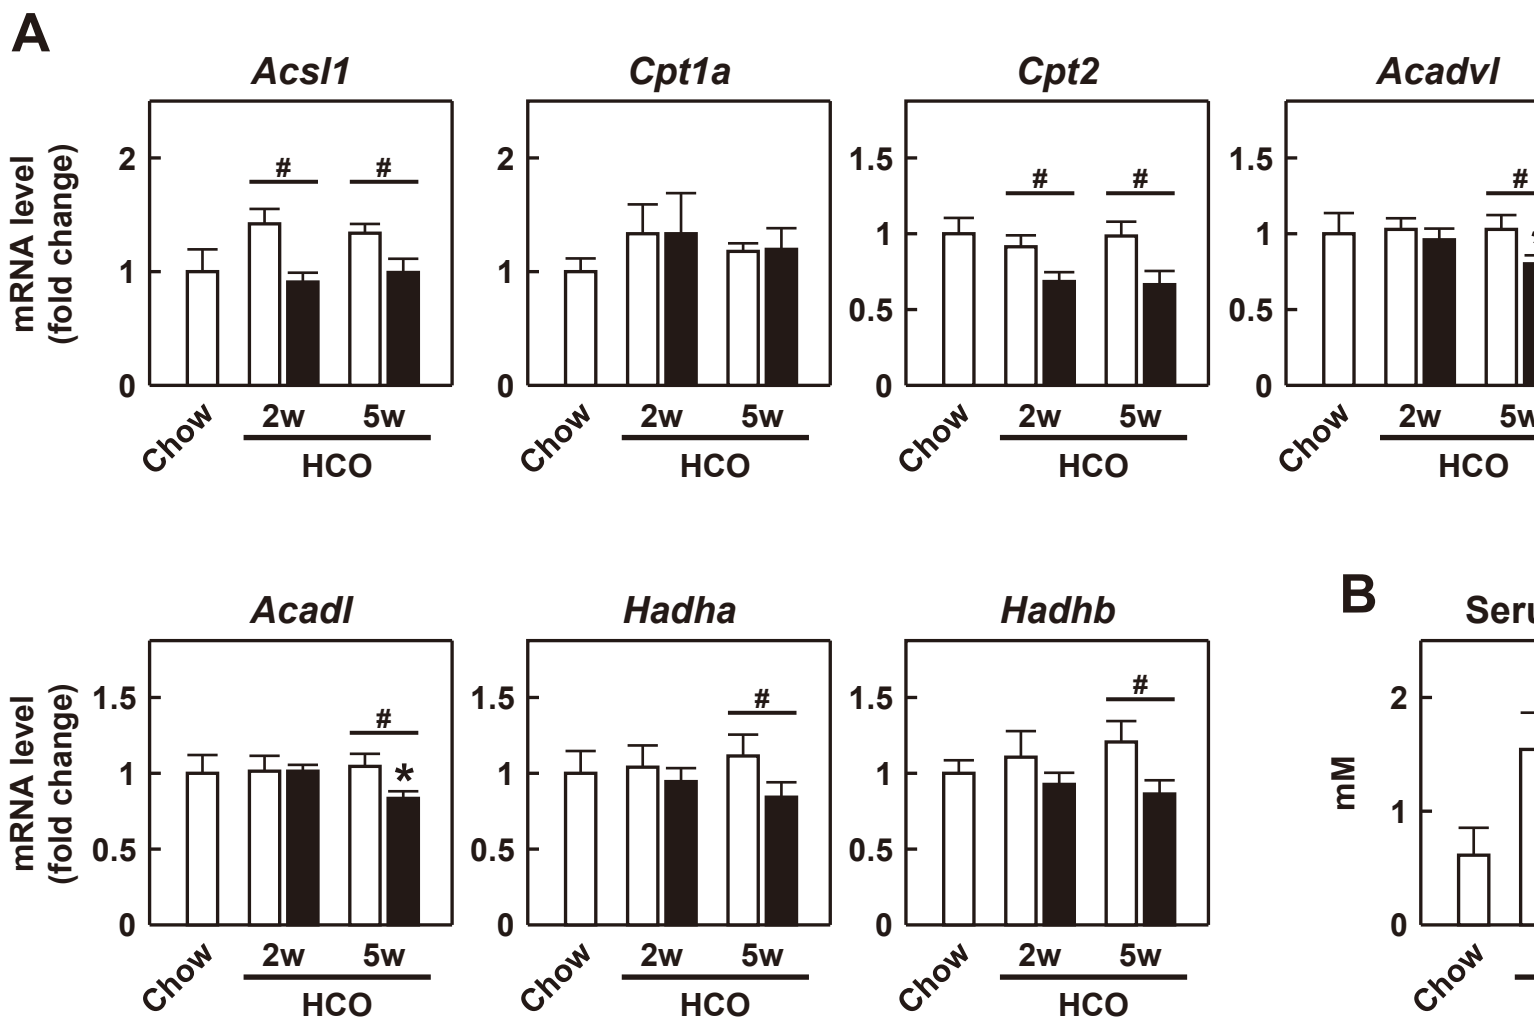 A
Acsl1 Cpt1a Cpt2 Acadvl
mRNA level
(fold change)
2
1
0
# #
Chow 2w 5w
HCO
2
1
0
Chow 2w 5w
HCO
1.5
1
0.5
0
# #
Chow 2w 5w
HCO
1.5
1
0.5
0
#
Chow 2w 5w
HCO
Acadl Hadha Hadhb
mRNA level
(fold change)
1.5
1
0.5
0
#
*
Chow 2w 5w
HCO
1.5
1
0.5
0
#
Chow 2w 5w
HCO
1.5
1
0.5
0
#
Chow 2w 5w
HCO
B
mM
2
1
0
Chow